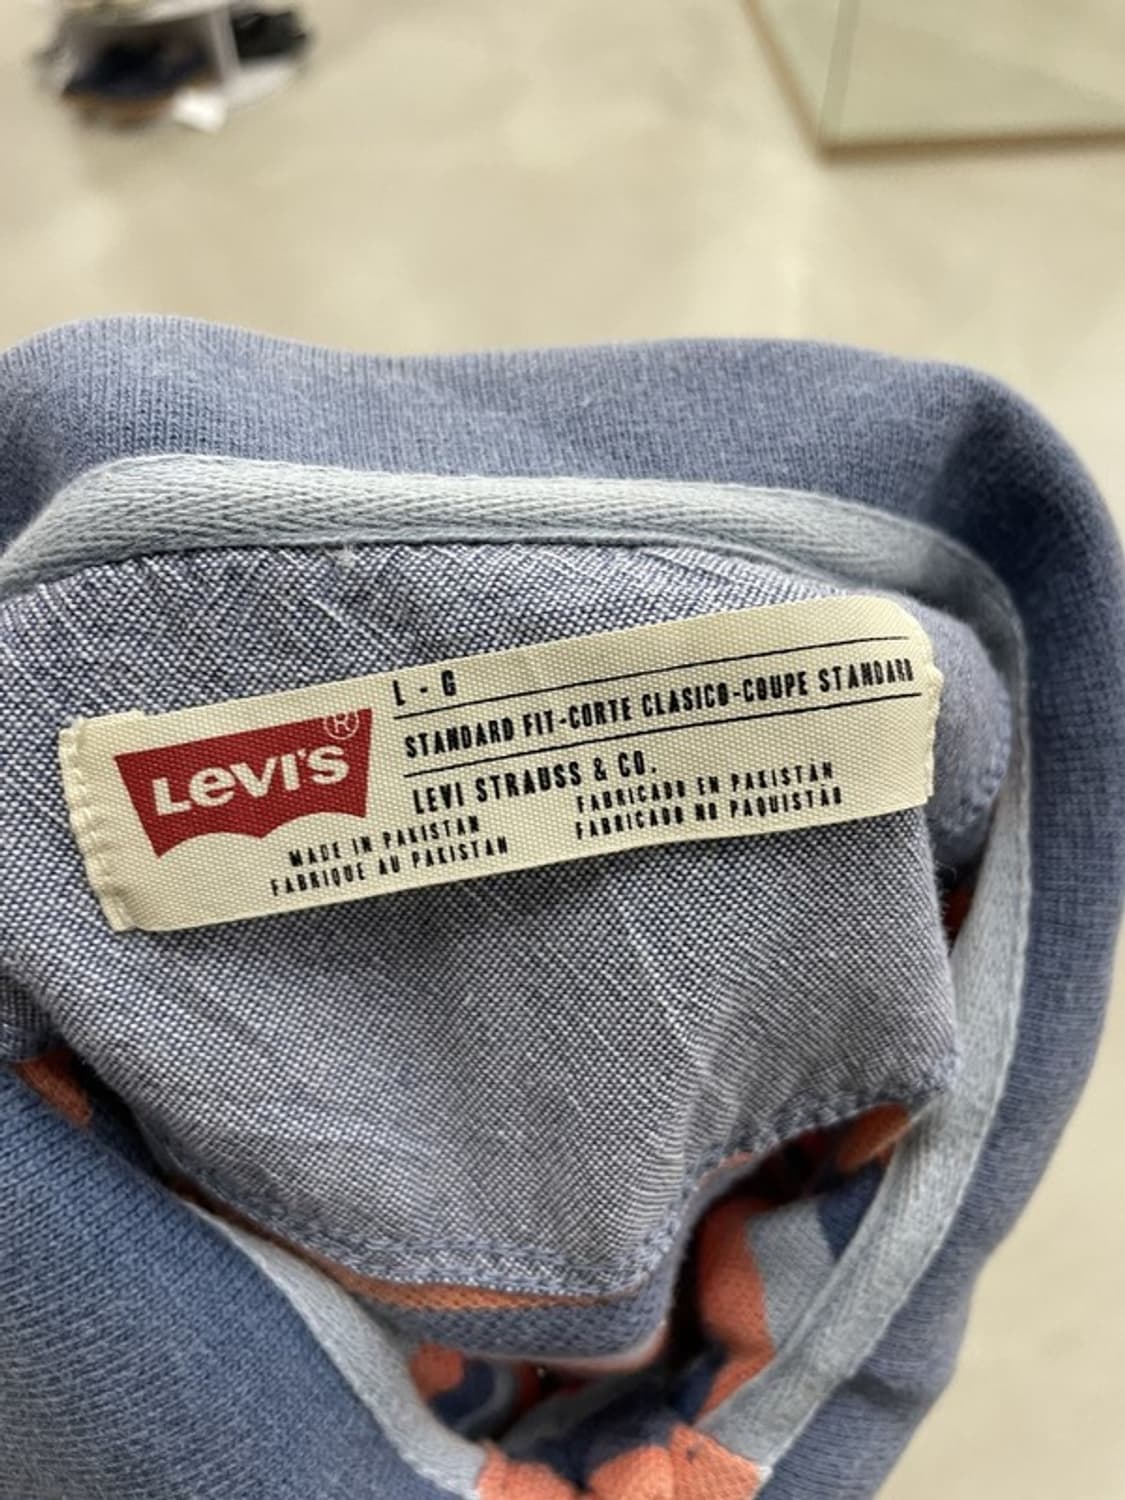 LEVI'S®
L - G
STANDARD FIT-CORTE CLASICO-COUPE STANDARD
LEVI STRAUSS & CO.
MADE IN PAKISTAN
FABRIQUE AU PAKISTAN
FABRICADO EN PAKISTAN
FABRICADO NO PAQUISTAO